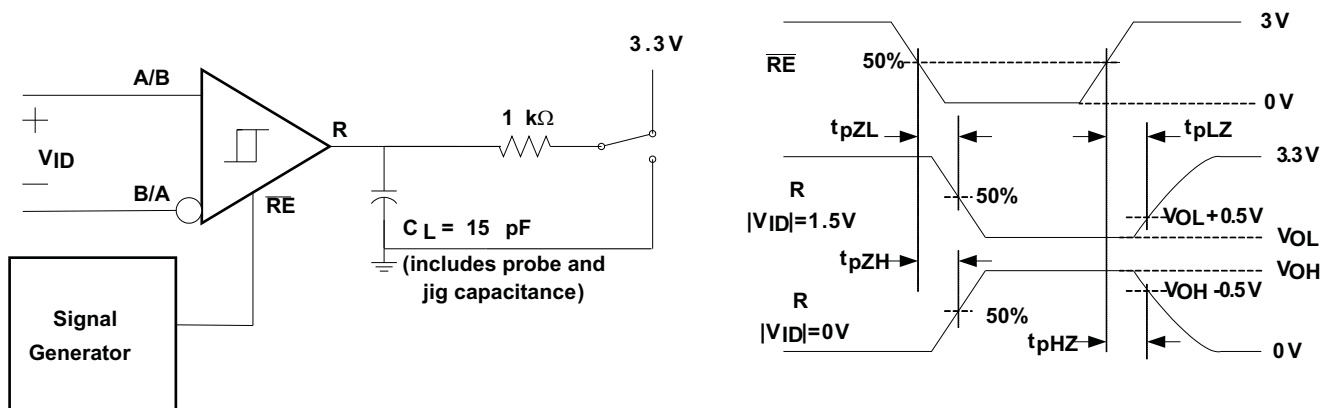 A/B
+
VID
−
B/A
R
RE
1 kΩ
3.3V
CL = 15 pF
(includes probe and
jig capacitance)
Signal
Generator
RE
50%
3V
0V
tpZL
tpLZ
R
|VID|=1.5V
50%
3.3V
VOL+0.5V
VOL
tpZH
VOH
R
|VID|=0V
50%
VOH-0.5V
tpHZ
0V